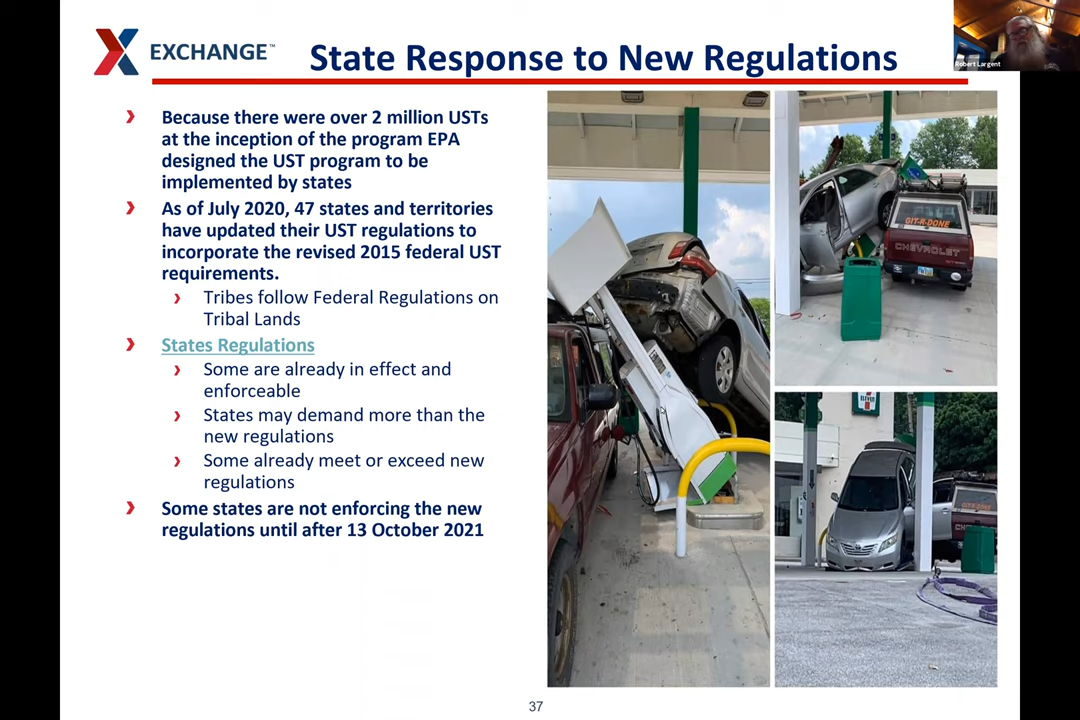 EXCHANGE™
State Response to New Regulations
Robert Largent
Because there were over 2 million USTs
at the inception of the program EPA
designed the UST program to be
implemented by states
As of July 2020, 47 states and territories
have updated their UST regulations to
incorporate the revised 2015 federal UST
requirements.
Tribes follow Federal Regulations on
Tribal Lands
States Regulations
Some are already in effect and
enforceable
States may demand more than the
new regulations
Some already meet or exceed new
regulations
Some states are not enforcing the new
regulations until after 13 October 2021
GIT-R-DONE
CHEVROLET
ELEVEN
GIT-R-DONE
37